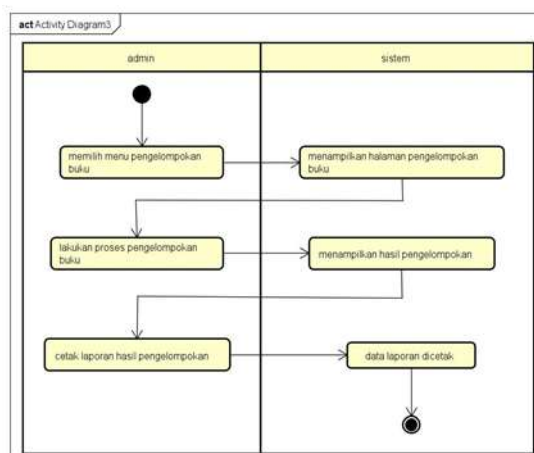 act Activity Diagram3
admin
sistem
memilih menu pengelompokan
buku
menampilkan halaman pengelompokan
buku
lakukan proses pengelompokan
buku
menampilkan hasil pengelompokan
cetak laporan hasil pengelompokan
data laporan dicetak